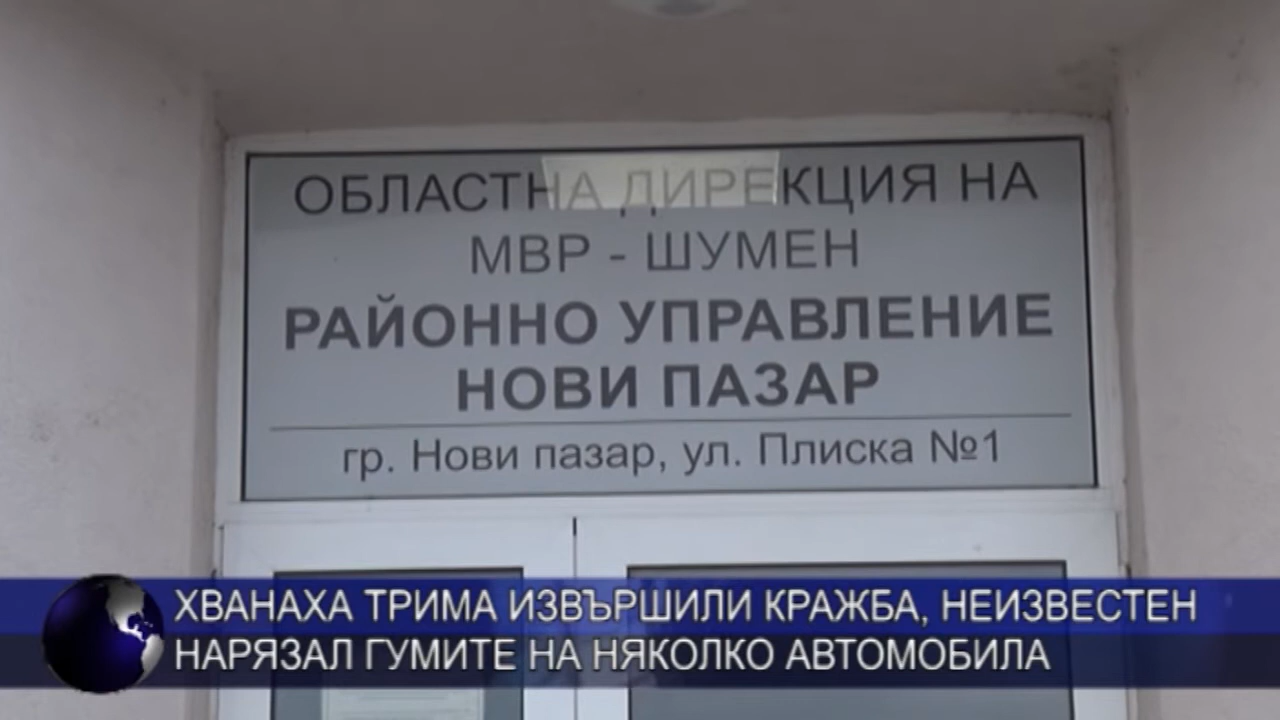 ОБЛАСТНА ДИРЕКЦИЯ НА
МВР - ШУМЕН
РАЙОННО УПРАВЛЕНИЕ
НОВИ ПАЗАР
гр. Нови пазар, ул. Плиска №1
ХВАНАХА ТРИМА ИЗВЪРШИЛИ КРАЖБА, НЕИЗВЕСТЕН
НАРЯЗАЛ ГУМИТЕ НА НЯКОЛКО АВТОМОБИЛА